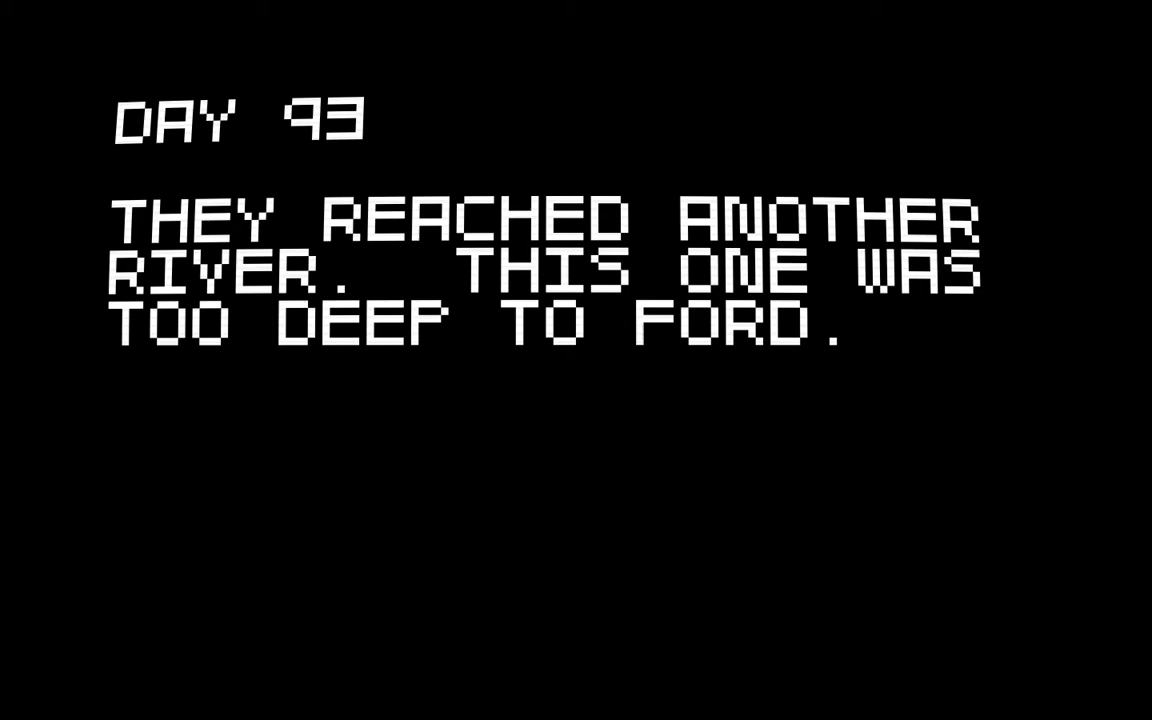 DAY 93
THEY REACHED ANOTHER
RIVER.  THIS ONE WAS
TOO DEEP TO FORD.